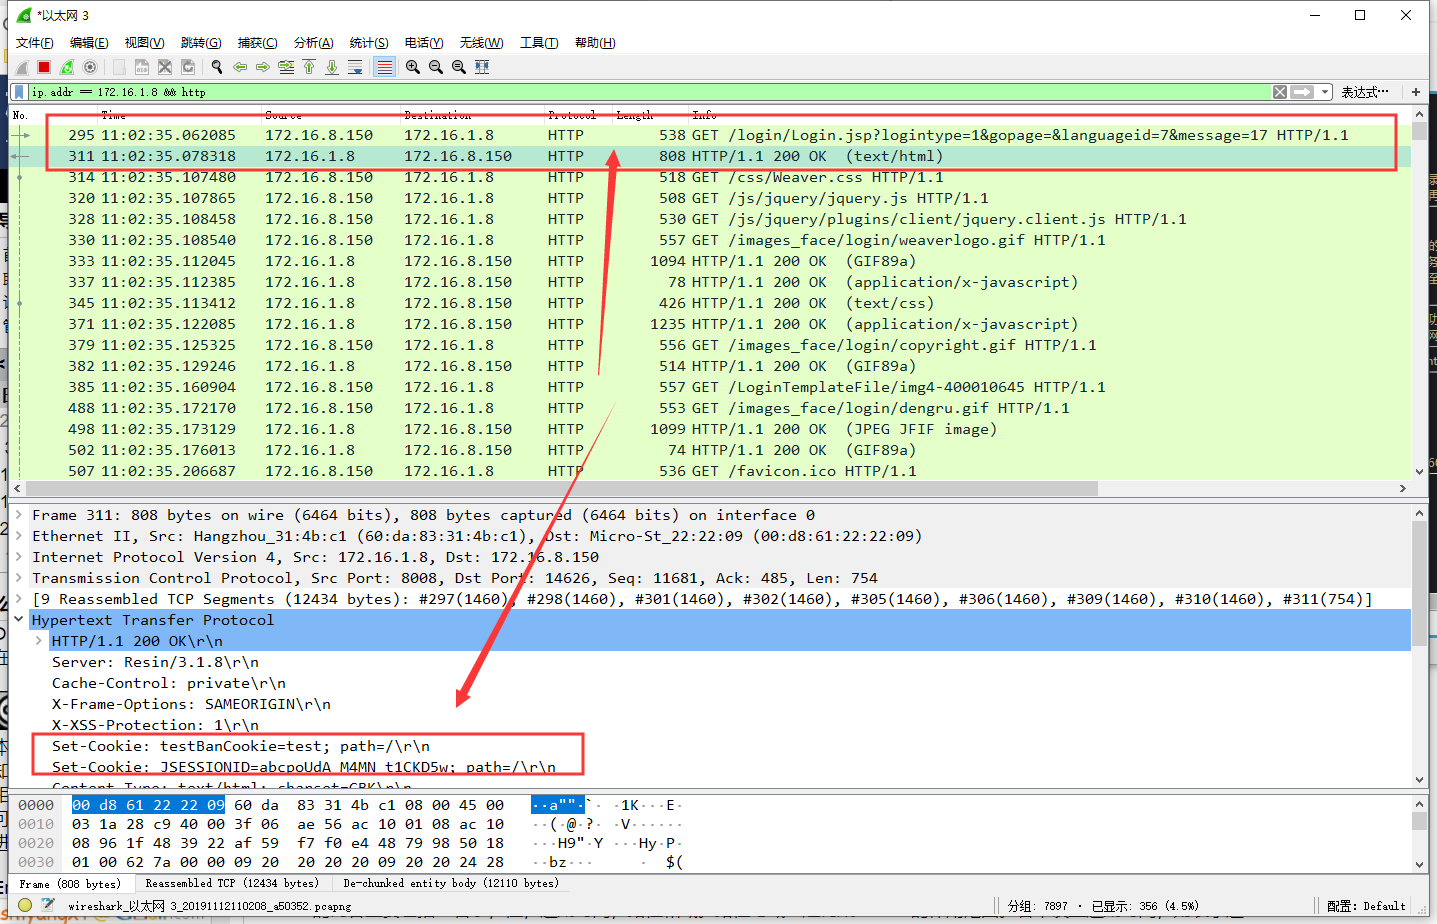 *以太网 3
文件(F) 编辑(E) 视图(V) 跳转(G) 捕获(C) 分析(A) 统计(S) 电话(Y) 无线(W) 工具(T) 帮助(H)
ip.addr == 172.16.1.8 && http 表达式… +
No. Time Source Destination Protocol Length Info
295 11:02:35.062085 172.16.8.150 172.16.1.8 HTTP 538 GET /login/Login.jsp?logintype=1&gopage=&languageid=7&message=17 HTTP/1.1
311 11:02:35.078318 172.16.1.8 172.16.8.150 HTTP 808 HTTP/1.1 200 OK  (text/html)
314 11:02:35.107480 172.16.8.150 172.16.1.8 HTTP 518 GET /css/Weaver.css HTTP/1.1
320 11:02:35.107865 172.16.8.150 172.16.1.8 HTTP 508 GET /js/jquery/jquery.js HTTP/1.1
328 11:02:35.108458 172.16.8.150 172.16.1.8 HTTP 530 GET /js/jquery/plugins/client/jquery.client.js HTTP/1.1
330 11:02:35.108540 172.16.8.150 172.16.1.8 HTTP 557 GET /images_face/login/weaverlogo.gif HTTP/1.1
333 11:02:35.112045 172.16.1.8 172.16.8.150 HTTP 1094 HTTP/1.1 200 OK  (GIF89a)
337 11:02:35.112385 172.16.1.8 172.16.8.150 HTTP 78 HTTP/1.1 200 OK  (application/x-javascript)
345 11:02:35.113412 172.16.1.8 172.16.8.150 HTTP 426 HTTP/1.1 200 OK  (text/css)
371 11:02:35.122085 172.16.1.8 172.16.8.150 HTTP 1235 HTTP/1.1 200 OK  (application/x-javascript)
379 11:02:35.125325 172.16.8.150 172.16.1.8 HTTP 556 GET /images_face/login/copyright.gif HTTP/1.1
382 11:02:35.129246 172.16.1.8 172.16.8.150 HTTP 514 HTTP/1.1 200 OK  (GIF89a)
385 11:02:35.160904 172.16.8.150 172.16.1.8 HTTP 557 GET /LoginTemplateFile/img4-400010645 HTTP/1.1
488 11:02:35.172170 172.16.8.150 172.16.1.8 HTTP 553 GET /images_face/login/dengru.gif HTTP/1.1
498 11:02:35.173129 172.16.1.8 172.16.8.150 HTTP 1099 HTTP/1.1 200 OK  (JPEG JFIF image)
502 11:02:35.176013 172.16.1.8 172.16.8.150 HTTP 74 HTTP/1.1 200 OK  (GIF89a)
507 11:02:35.206687 172.16.8.150 172.16.1.8 HTTP 536 GET /favicon.ico HTTP/1.1
Frame 311: 808 bytes on wire (6464 bits), 808 bytes captured (6464 bits) on interface 0
Ethernet II, Src: Hangzhou_31:4b:c1 (60:da:83:31:4b:c1), Dst: Micro-St_22:22:09 (00:d8:61:22:22:09)
Internet Protocol Version 4, Src: 172.16.1.8, Dst: 172.16.8.150
Transmission Control Protocol, Src Port: 8008, Dst Port: 14626, Seq: 11681, Ack: 485, Len: 754
[9 Reassembled TCP Segments (12434 bytes): #297(1460), #298(1460), #301(1460), #302(1460), #305(1460), #306(1460), #309(1460), #310(1460), #311(754)]
Hypertext Transfer Protocol
HTTP/1.1 200 OK\r\n
Server: Resin/3.1.8\r\n
Cache-Control: private\r\n
X-Frame-Options: SAMEORIGIN\r\n
X-XSS-Protection: 1\r\n
Set-Cookie: testBanCookie=test; path=/\r\n
Set-Cookie: JSESSIONID=abcpoUdA_M4MN_t1CKD5w; path=/\r\n
Content-Type: text/html; charset=GBK\r\n
0000 00 d8 61 22 22 09 60 da 83 31 4b c1 08 00 45 00 ··a""·`· ·1K···E·
0010 03 1a 28 c9 40 00 3f 06 ae 56 ac 10 01 08 ac 10 ··(·@·?· ·V······
0020 08 96 1f 48 39 22 af 59 f7 f0 e4 48 79 98 50 18 ···H9"·Y ···Hy·P·
0030 01 00 62 7a 00 00 09 20 20 20 20 09 20 20 24 28 ··bz··· · $(
Frame (808 bytes) Reassembled TCP (12434 bytes) De-chunked entity body (12110 bytes)
wireshark_以太网 3_20191112110208_a50352.pcapng 分组: 7897 · 已显示: 356 (4.5%) 配置: Default